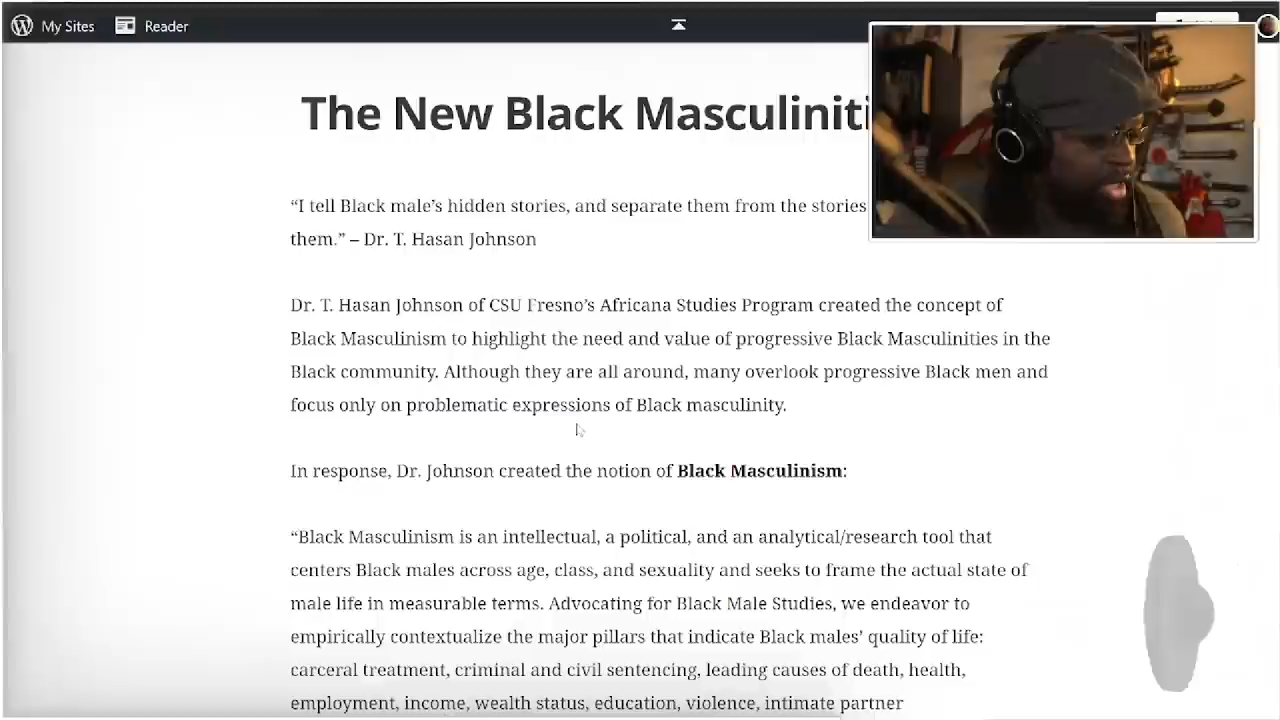 My Sites Reader
The New Black Masculiniti
“I tell Black male’s hidden stories, and separate them from the stories
them.” – Dr. T. Hasan Johnson
Dr. T. Hasan Johnson of CSU Fresno’s Africana Studies Program created the concept of
Black Masculinism to highlight the need and value of progressive Black Masculinities in the
Black community. Although they are all around, many overlook progressive Black men and
focus only on problematic expressions of Black masculinity.
In response, Dr. Johnson created the notion of Black Masculinism:
“Black Masculinism is an intellectual, a political, and an analytical/research tool that
centers Black males across age, class, and sexuality and seeks to frame the actual state of
male life in measurable terms. Advocating for Black Male Studies, we endeavor to
empirically contextualize the major pillars that indicate Black males’ quality of life:
carceral treatment, criminal and civil sentencing, leading causes of death, health,
employment, income, wealth status, education, violence, intimate partner